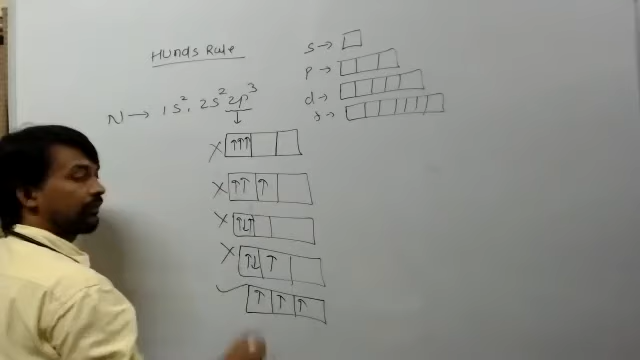 HUNDS Rule
N → 1s², 2s² 2p³
↓
X ↑↑↑
X ↑↑ ↑
X ↑↓↑
X ↑↓ ↑
✓ ↑ ↑ ↑
s →
p →
d →
f →